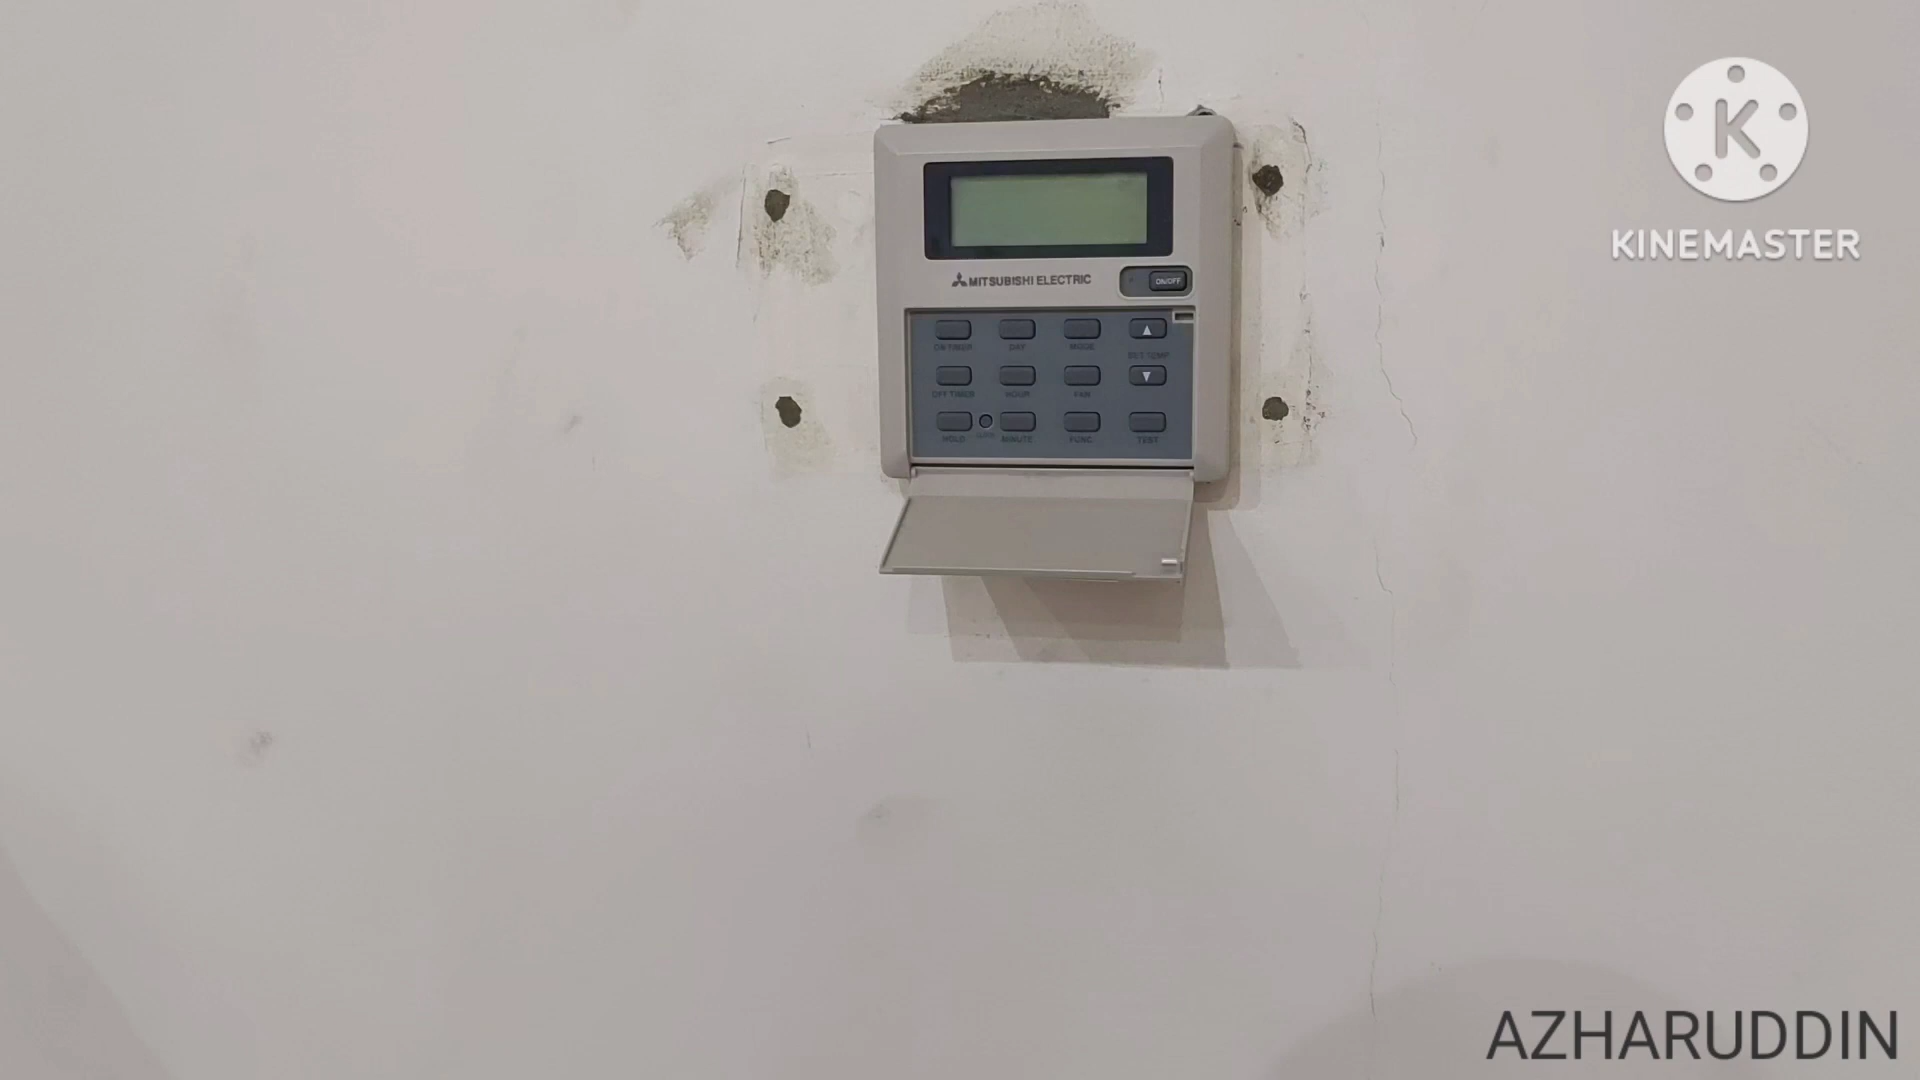 K
KINEMASTER
MITSUBISHI ELECTRIC
ON/OFF
ON TIMER DAY MODE
SET TEMP
OFF TIMER HOUR FAN
HOLD MINUTE FUNC TEST
AZHARUDDIN